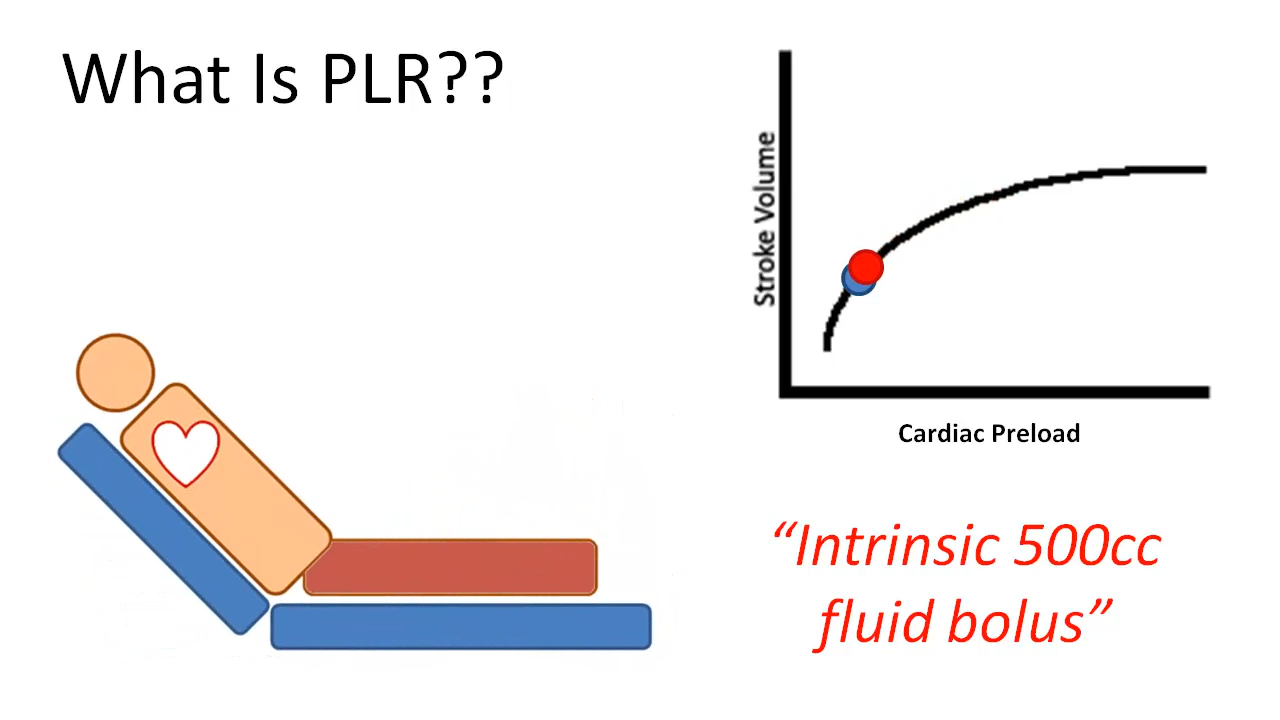 What Is PLR??
Stroke Volume
Cardiac Preload
“Intrinsic 500cc
fluid bolus”